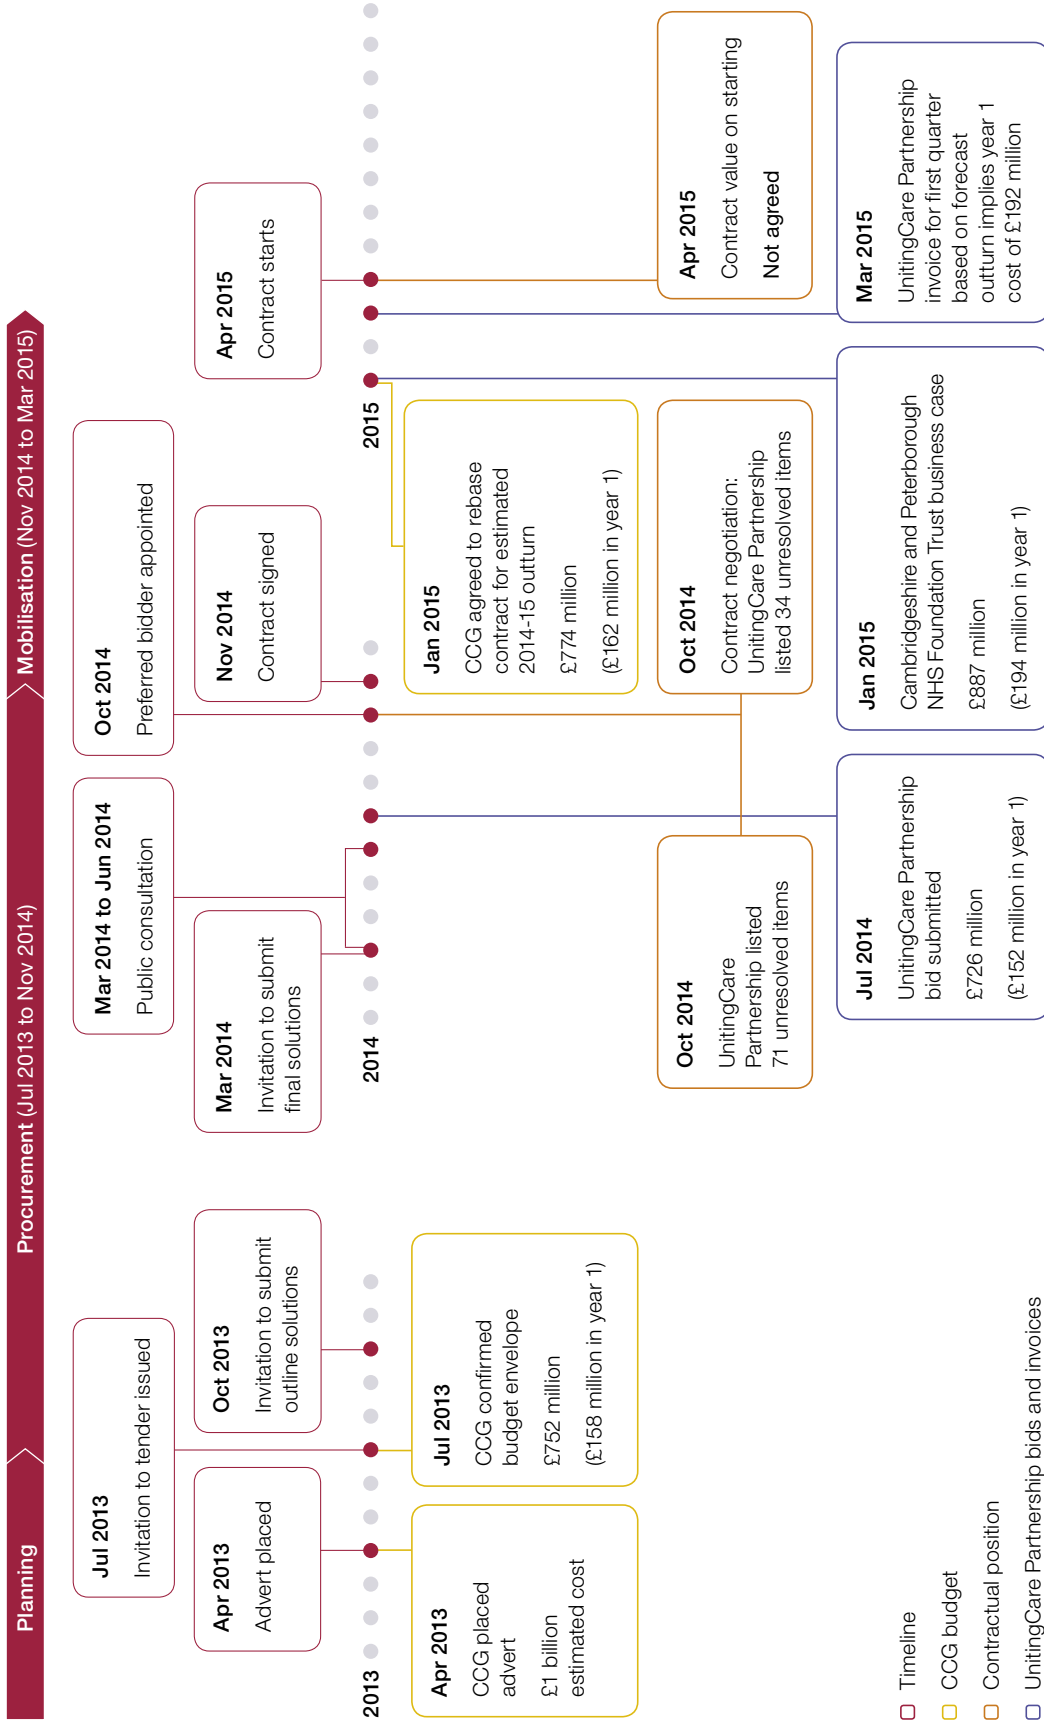 Planning
Procurement (Jul 2013 to Nov 2014)
Mobilisation (Nov 2014 to Mar 2015)
Jul 2013
Invitation to tender issued
Mar 2014 to Jun 2014
Public consultation
Oct 2014
Preferred bidder appointed
Apr 2013
Advert placed
Oct 2013
Invitation to submit
outline solutions
Mar 2014
Invitation to submit
final solutions
Nov 2014
Contract signed
Apr 2015
Contract starts
2013
2014
2015
Apr 2013
CCG placed
advert
£1 billion
estimated cost
Jul 2013
CCG confirmed
budget envelope
£752 million
(£158 million in year 1)
Jan 2015
CCG agreed to rebase
contract for estimated
2014-15 outturn
£774 million
(£162 million in year 1)
Oct 2014
UnitingCare
Partnership listed
71 unresolved items
Oct 2014
Contract negotiation:
UnitingCare Partnership
listed 34 unresolved items
Apr 2015
Contract value on starting
Not agreed
Jul 2014
UnitingCare Partnership
bid submitted
£726 million
(£152 million in year 1)
Jan 2015
Cambridgeshire and Peterborough
NHS Foundation Trust business case
£887 million
(£194 million in year 1)
Mar 2015
UnitingCare Partnership
invoice for first quarter
based on forecast
outturn implies year 1
cost of £192 million
Timeline
CCG budget
Contractual position
UnitingCare Partnership bids and invoices